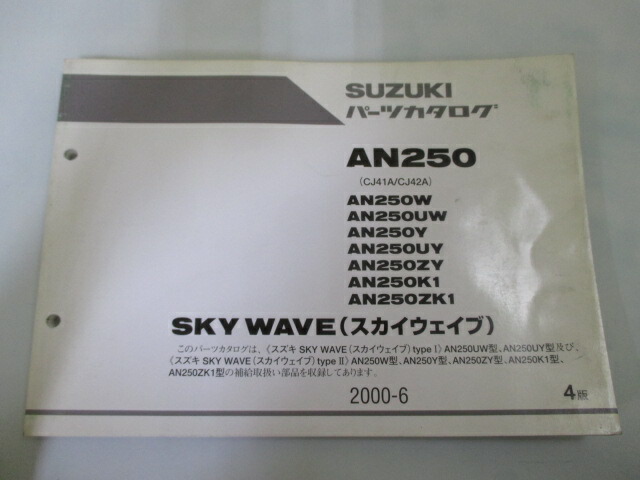 SUZUKI
パーツカタログ
AN250
(CJ41A/CJ42A)
AN250W
AN250UW
AN250Y
AN250UY
AN250ZY
AN250K1
AN250ZK1
SKY WAVE(スカイウェイブ)
このパーツカタログは、《スズキ SKY WAVE(スカイウェイブ)type I》AN250UW型、AN250UY型及び、
《スズキ SKY WAVE(スカイウェイブ)type II》AN250W型、AN250Y型、AN250ZY型、AN250K1型、
AN250ZK1型の補給取扱い部品を収録してあります。
2000-6
4版